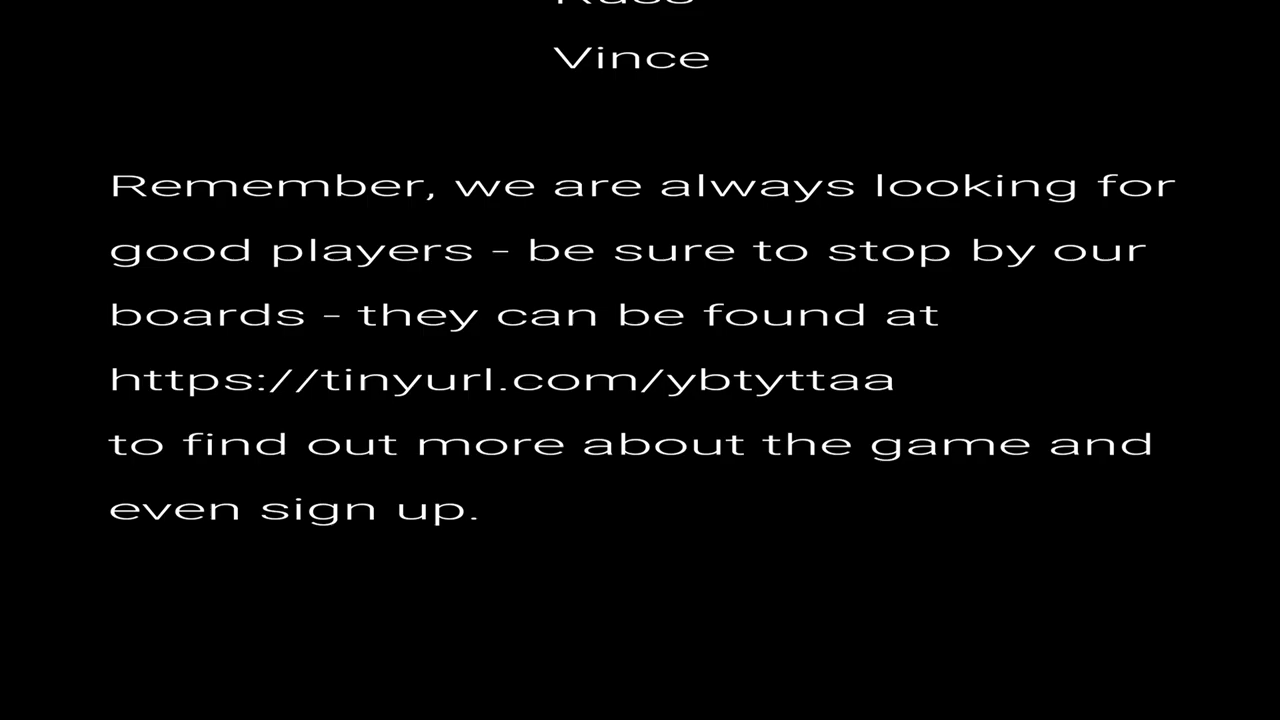 Vince
Remember, we are always looking for
good players - be sure to stop by our
boards - they can be found at
https://tinyurl.com/ybtyttaa
to find out more about the game and
even sign up.